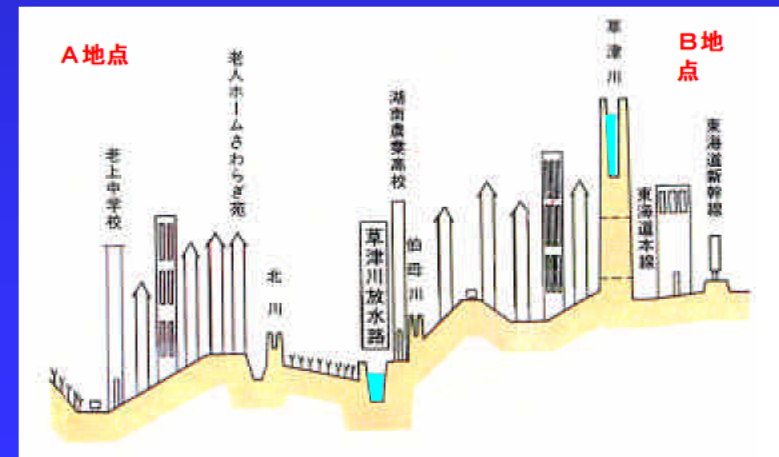 A地点
老人ホームさわらぎ苑
老上中学校
北川
草津川放水路
湖南農業高校
伯母川
草津川
東海道本線
B地
点
東海道新幹線